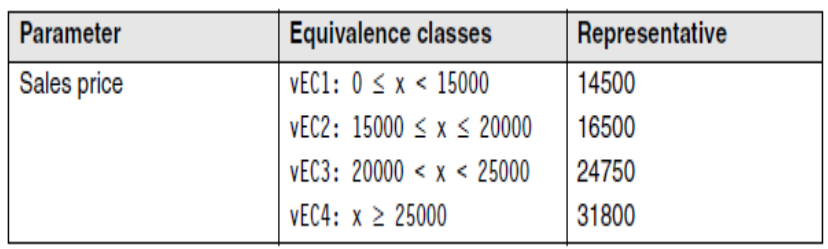 Parameter Equivalence classes Representative
Sales price vEC1: 0 ≤ x < 15000 14500
vEC2: 15000 ≤ x ≤ 20000 16500
vEC3: 20000 < x < 25000 24750
vEC4: x ≥ 25000 31800